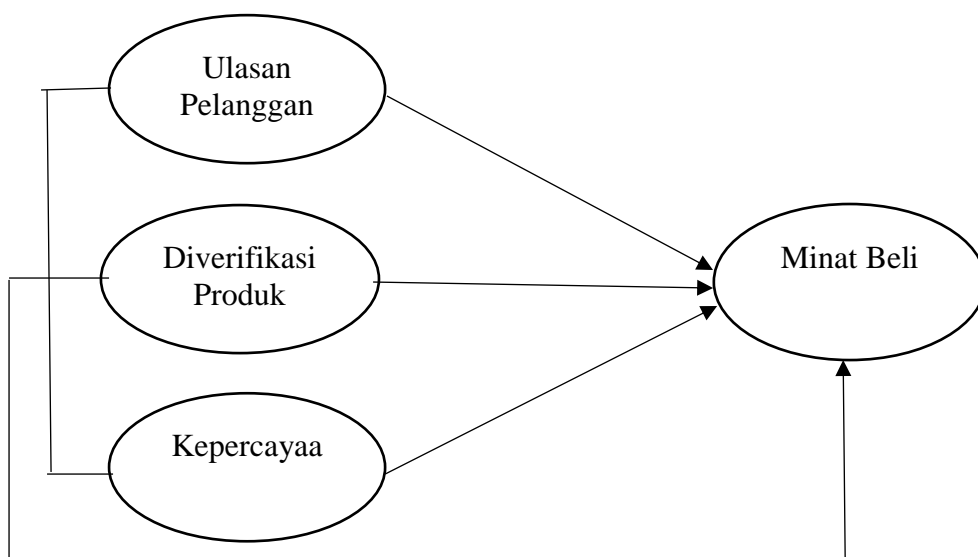 Ulasan
Pelanggan
Diverifikasi
Produk
Minat Beli
Kepercayaa